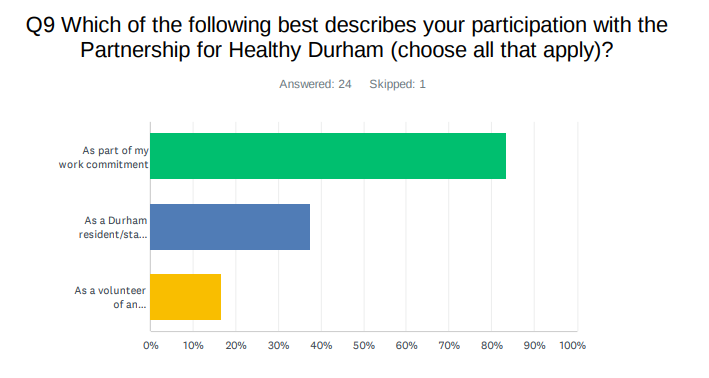 Q9 Which of the following best describes your participation with the
Partnership for Healthy Durham (choose all that apply)?
Answered: 24 Skipped: 1
As part of my
work commitment
As a Durham
resident/sta...
As a volunteer
of an...
0% 10% 20% 30% 40% 50% 60% 70% 80% 90% 100%